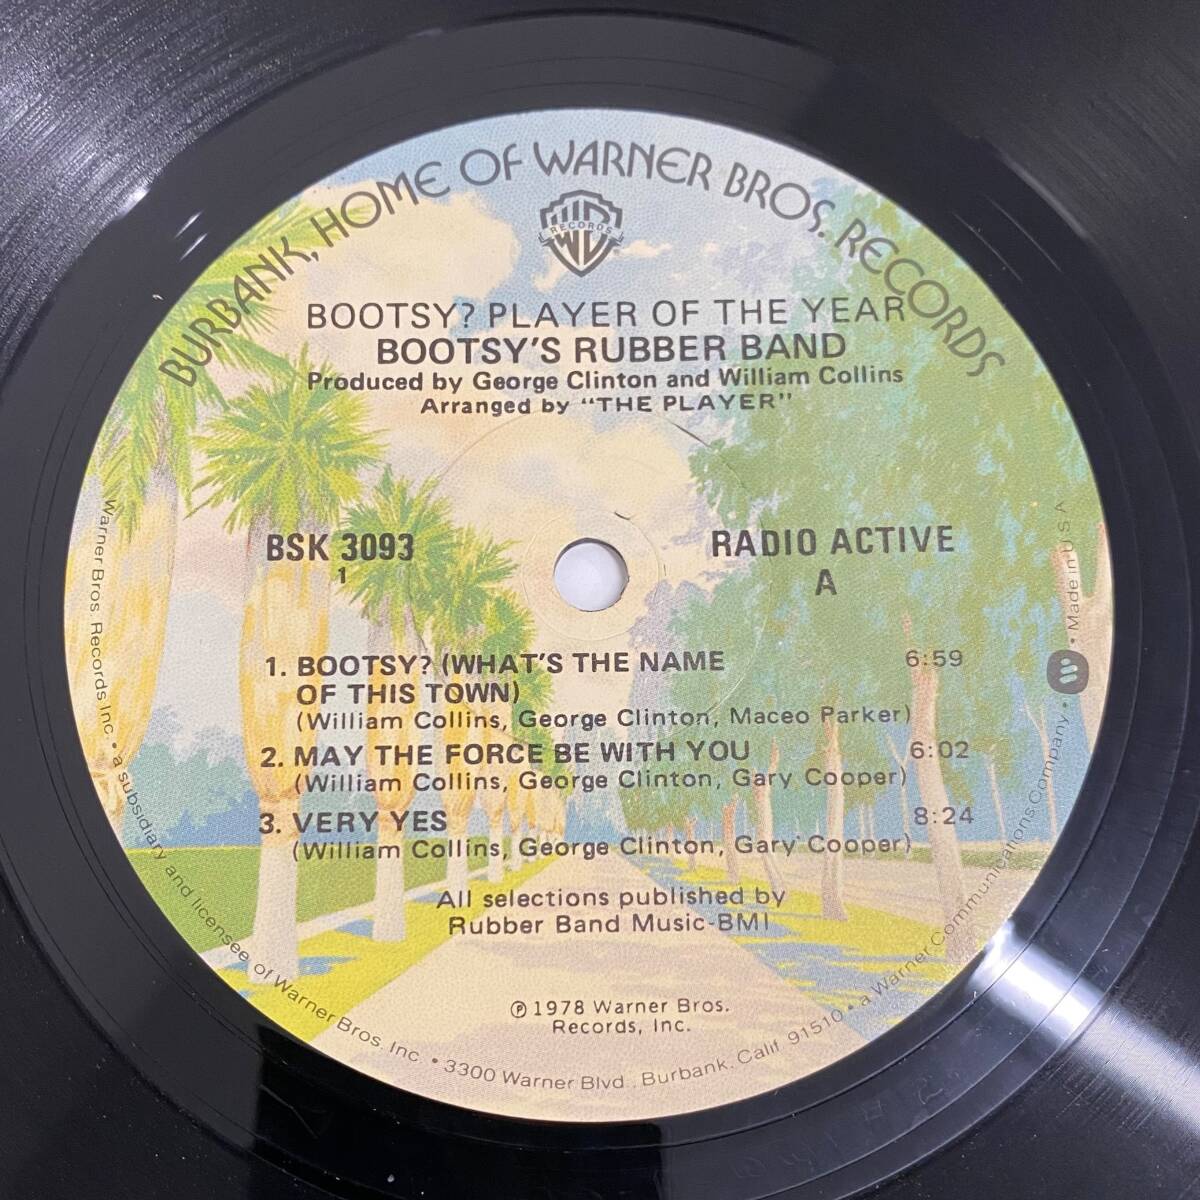 BURBANK, HOME OF WARNER BROS. RECORDS
RECORDS
BOOTSY? PLAYER OF THE YEAR
BOOTSY'S RUBBER BAND
Produced by George Clinton and William Collins
Arranged by "THE PLAYER"
BSK 3093
1
RADIO ACTIVE
A
1. BOOTSY? (WHAT'S THE NAME 6:59
OF THIS TOWN)
(William Collins, George Clinton, Maceo Parker)
2. MAY THE FORCE BE WITH YOU 6:02
(William Collins, George Clinton, Gary Cooper)
3. VERY YES 8:24
(William Collins, George Clinton, Gary Cooper)
All selections published by
Rubber Band Music-BMI
℗ 1978 Warner Bros.
Records, Inc.
Warner Bros. Records Inc. • a subsidiary and licensee of Warner Bros. Inc. • 3300 Warner Blvd., Burbank, Calif. 91510 • a Warner Communications Company • Made in U S A